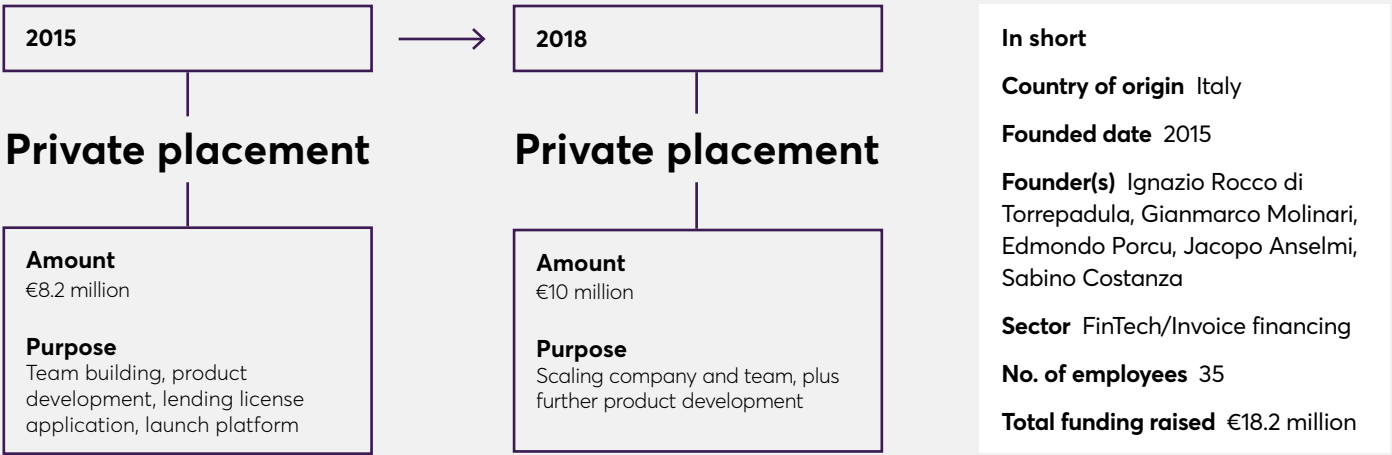 2015
Private placement
Amount
€8.2 million
Purpose
Team building, product
development, lending license
application, launch platform
2018
Private placement
Amount
€10 million
Purpose
Scaling company and team, plus
further product development
In short
Country of origin Italy
Founded date 2015
Founder(s) Ignazio Rocco di
Torrepadula, Gianmarco Molinari,
Edmondo Porcu, Jacopo Anselmi,
Sabino Costanza
Sector FinTech/Invoice financing
No. of employees 35
Total funding raised €18.2 million